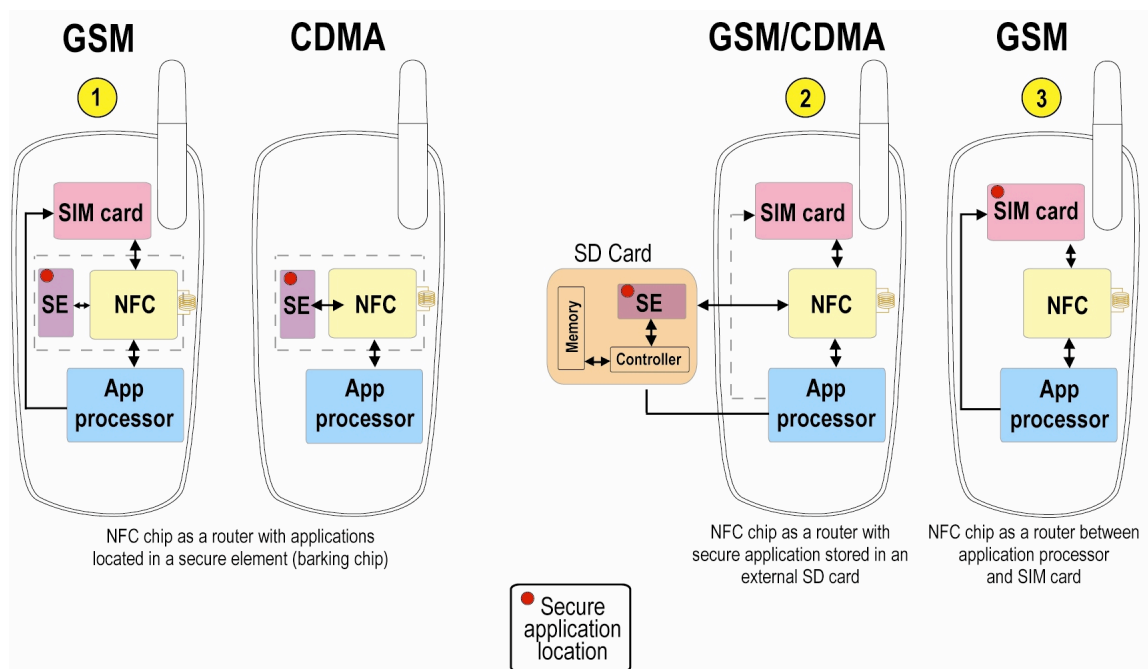 GSM
CDMA
GSM/CDMA
GSM
1
2
3
SIM card
SE
NFC
App
processor
SE
NFC
App
processor
SD Card
Memory
SE
Controller
SIM card
NFC
App
processor
SIM card
NFC
App
processor
NFC chip as a router with applications
located in a secure element (barking chip)
NFC chip as a router with
secure application stored in an
external SD card
NFC chip as a router between
application processor
and SIM card
Secure
application
location